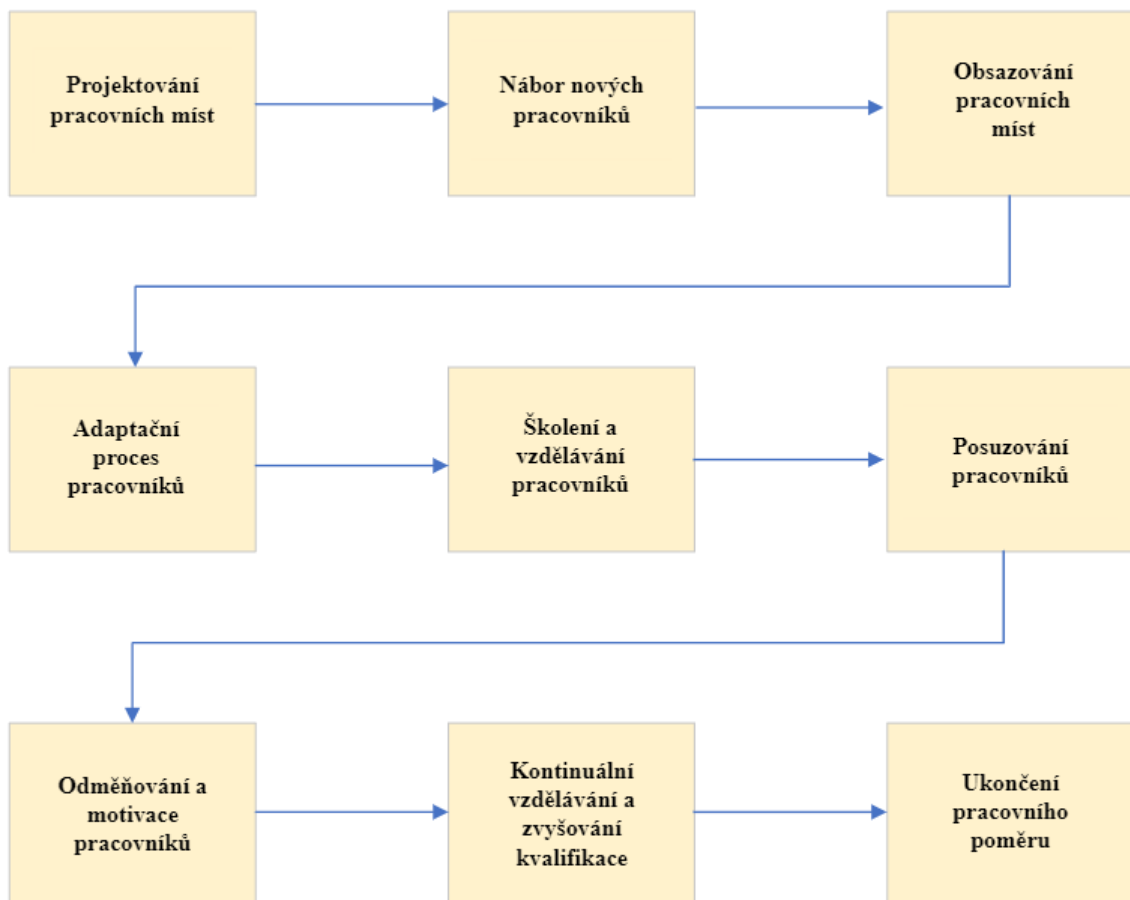 Projektování
pracovních míst
Nábor nových
pracovníků
Obsazování
pracovních
míst
Adaptační
proces
pracovníků
Školení a
vzdělávání
pracovníků
Posuzování
pracovníků
Odměňování a
motivace
pracovníků
Kontinuální
vzdělávání a
zvyšování
kvalifikace
Ukončení
pracovního
poměru